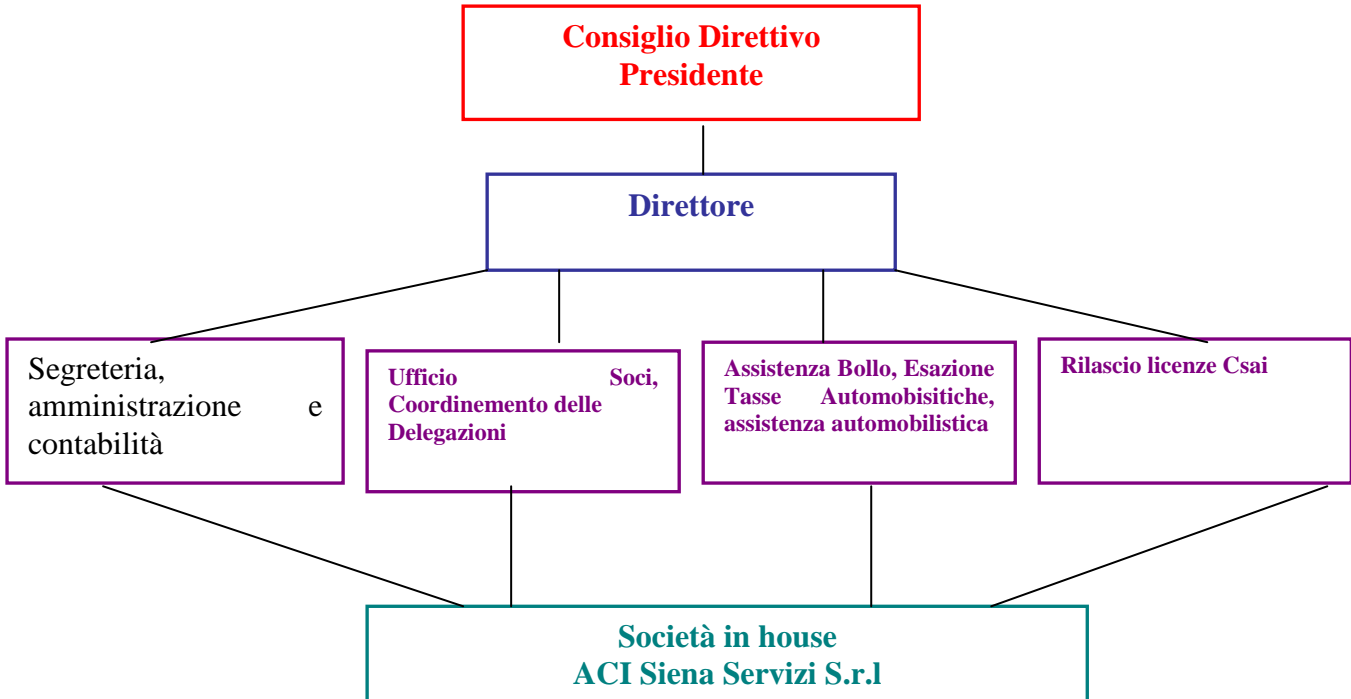 Consiglio Direttivo
Presidente
Direttore
Segreteria,
amministrazione e
contabilità
Ufficio Soci,
Coordinemento delle
Delegazioni
Assistenza Bollo, Esazione
Tasse Automobisitiche,
assistenza automobilistica
Rilascio licenze Csai
Società in house
ACI Siena Servizi S.r.l